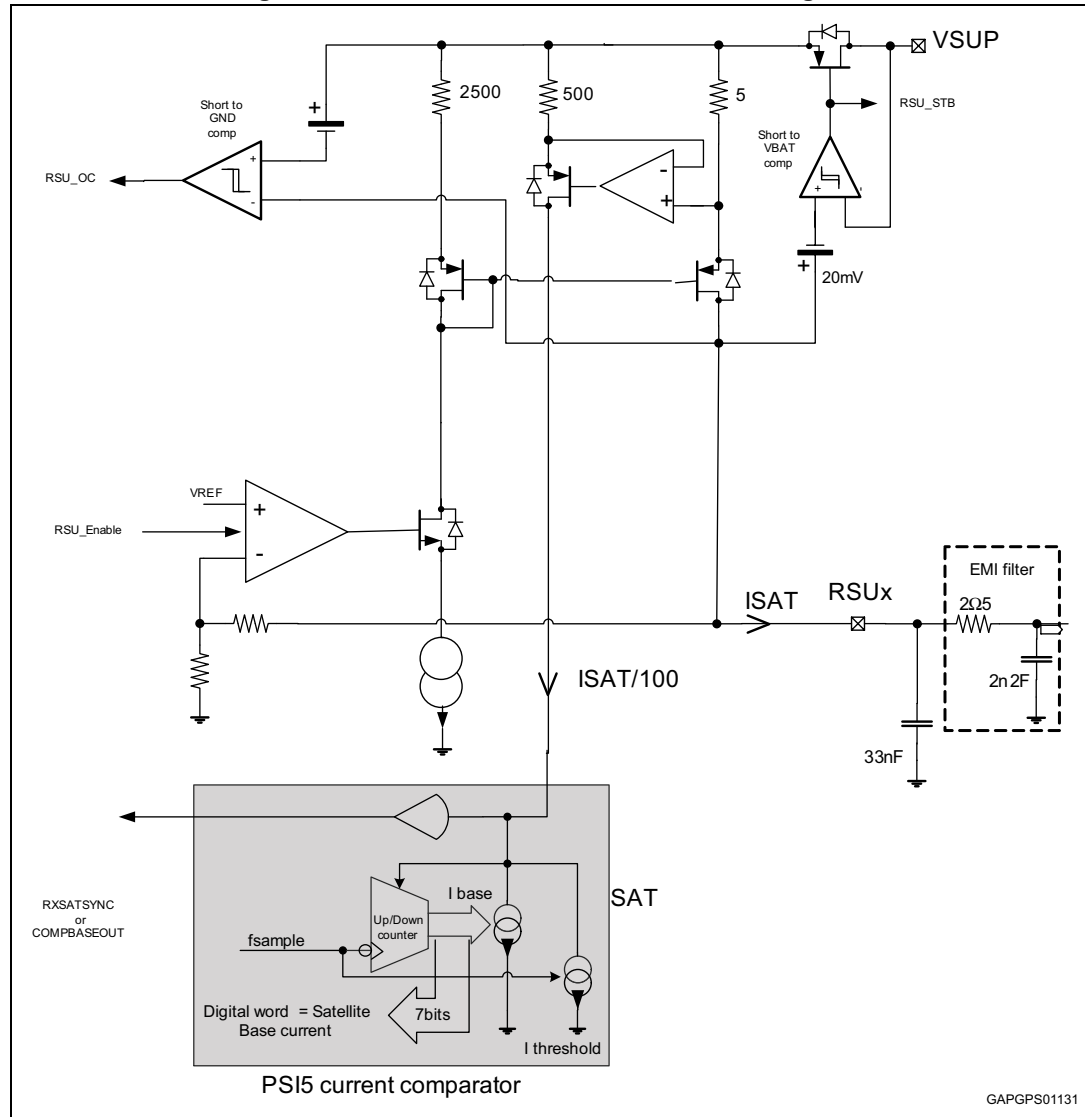 VSUP
2500
500
5
Short to
GND
comp
+
RSU_STB
Short to
VBAT
comp
+
-
RSU_OC
+
-
-
+
+
20mV
VREF
RSU_Enable
+
-
EMI filter
ISAT
RSUx
2Ω5
2n2F
ISAT/100
33nF
RXSATSYNC
or
COMPBASEOUT
SAT
I base
Up/Down
counter
fsample
Digital word = Satellite
Base current
7bits
I threshold
PSI5 current comparator
GAPGPS01131